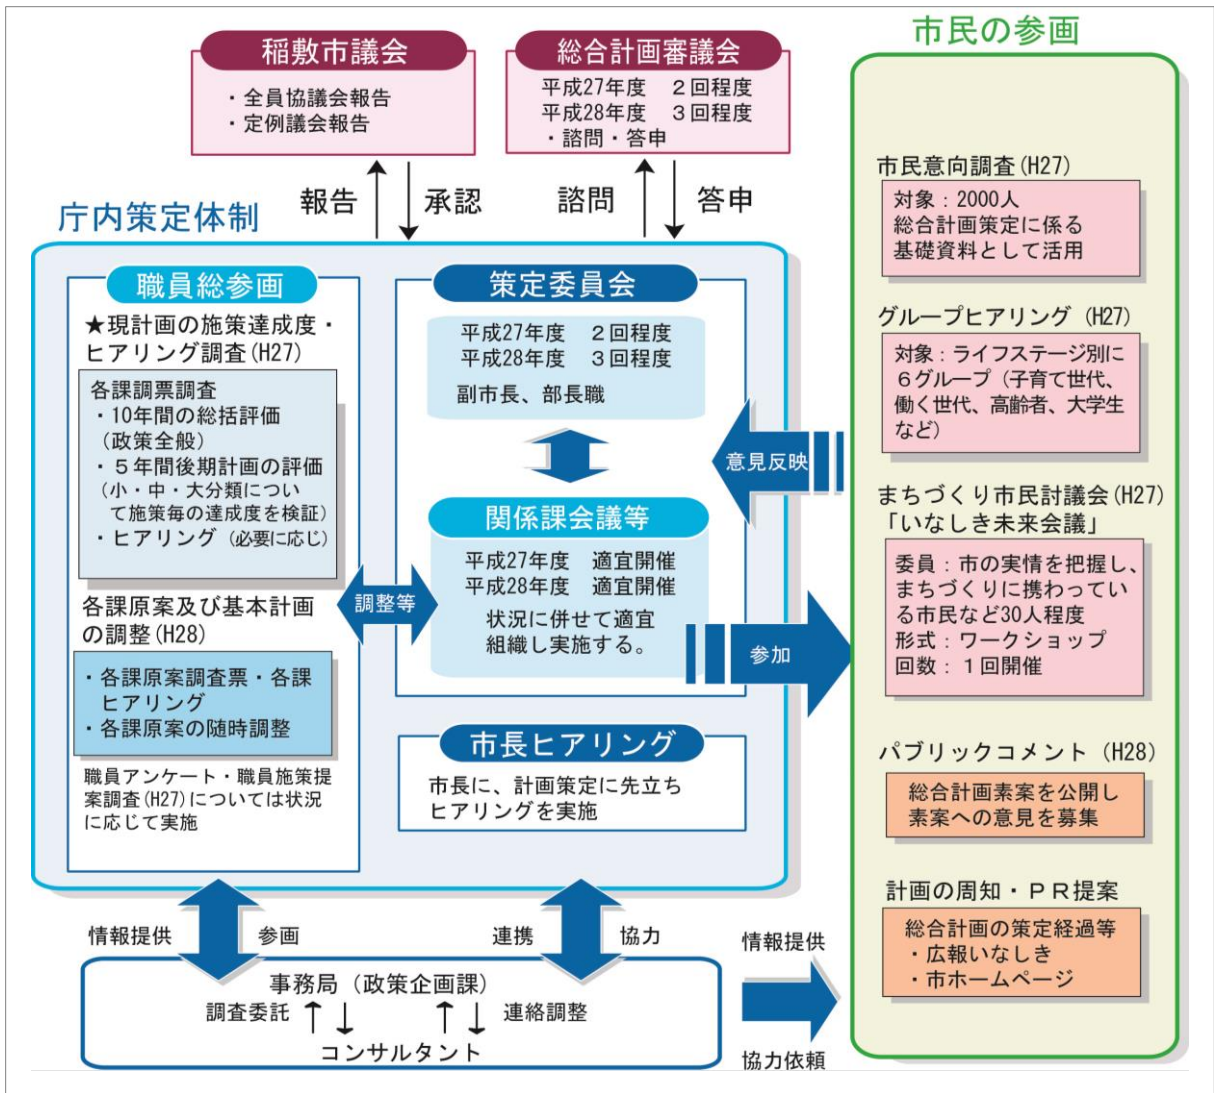 市民の参画
稲敷市議会
・全員協議会報告
・定例議会報告
総合計画審議会
平成27年度　2回程度
平成28年度　3回程度
・諮問・答申
報告
承認
諮問
答申
庁内策定体制
職員総参画
★現計画の施策達成度・
ヒアリング調査(H27)
各課調票調査
・10年間の総括評価
(政策全般)
・５年間後期計画の評価
(小・中・大分類につい
て施策毎の達成度を検証)
・ヒアリング(必要に応じ)
各課原案及び基本計画
の調整(H28)
・各課原案調査票・各課
ヒアリング
・各課原案の随時調整
職員アンケート・職員施策提
案調査(H27)については状況
に応じて実施
調整等
策定委員会
平成27年度　2回程度
平成28年度　3回程度
副市長、部長職
関係課会議等
平成27年度　適宜開催
平成28年度　適宜開催
状況に併せて適宜
組織し実施する。
市長ヒアリング
市長に、計画策定に先立ち
ヒアリングを実施
意見反映
参加
市民意向調査(H27)
対象：2000人
総合計画策定に係る
基礎資料として活用
グループヒアリング (H27)
対象：ライフステージ別に
６グループ（子育て世代、
働く世代、高齢者、大学生
など）
まちづくり市民討議会(H27)
「いなしき未来会議」
委員：市の実情を把握し、
まちづくりに携わってい
る市民など30人程度
形式：ワークショップ
回数：１回開催
パブリックコメント (H28)
総合計画素案を公開し
素案への意見を募集
計画の周知・ＰＲ提案
総合計画の策定経過等
・広報いなしき
・市ホームページ
情報提供
参画
連携
協力
情報提供
協力依頼
事務局（政策企画課）
調査委託
連絡調整
コンサルタント